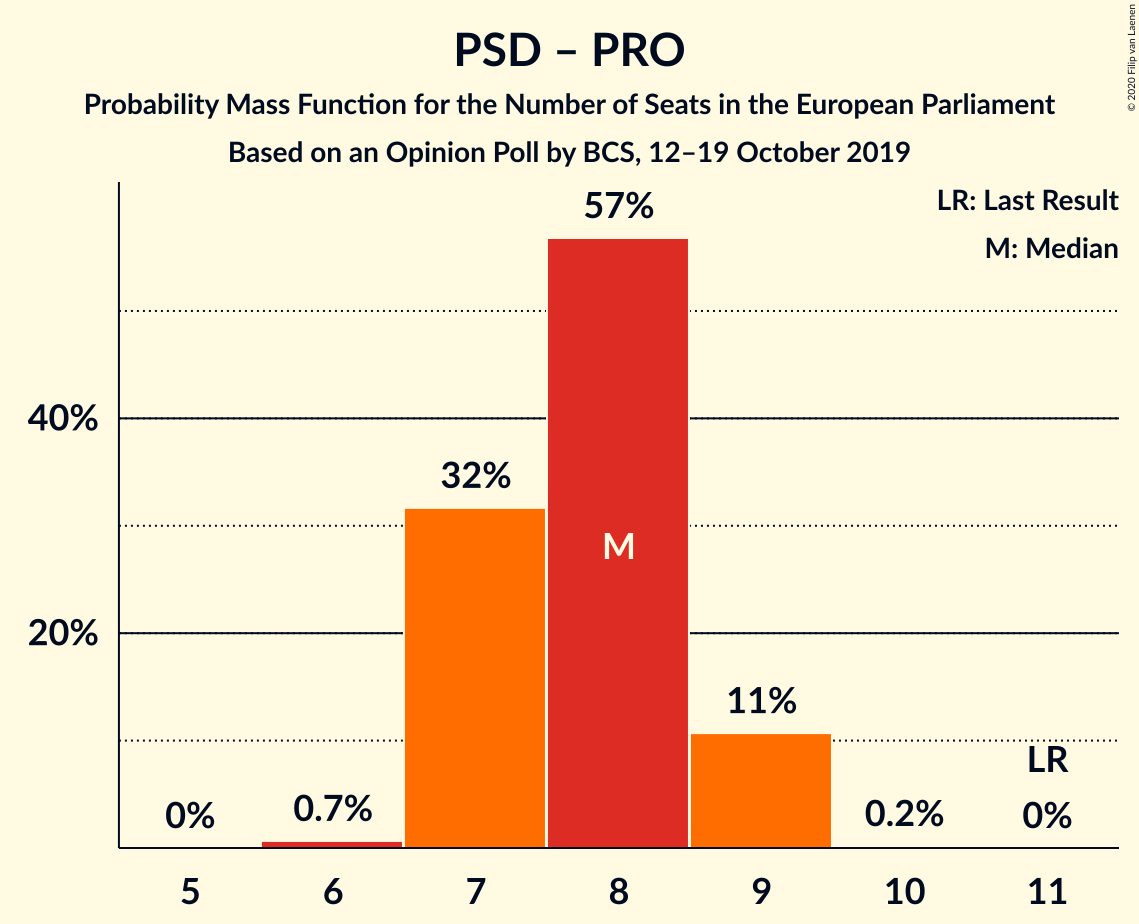 PSD – PRO
Probability Mass Function for the Number of Seats in the European Parliament
Based on an Opinion Poll by BCS, 12–19 October 2019
© 2020 Filip van Laenen
LR: Last Result
M: Median
57%
40%
32%
M
20%
11%
LR
0%
0.7%
0.2%
0%
5 6 7 8 9 10 11